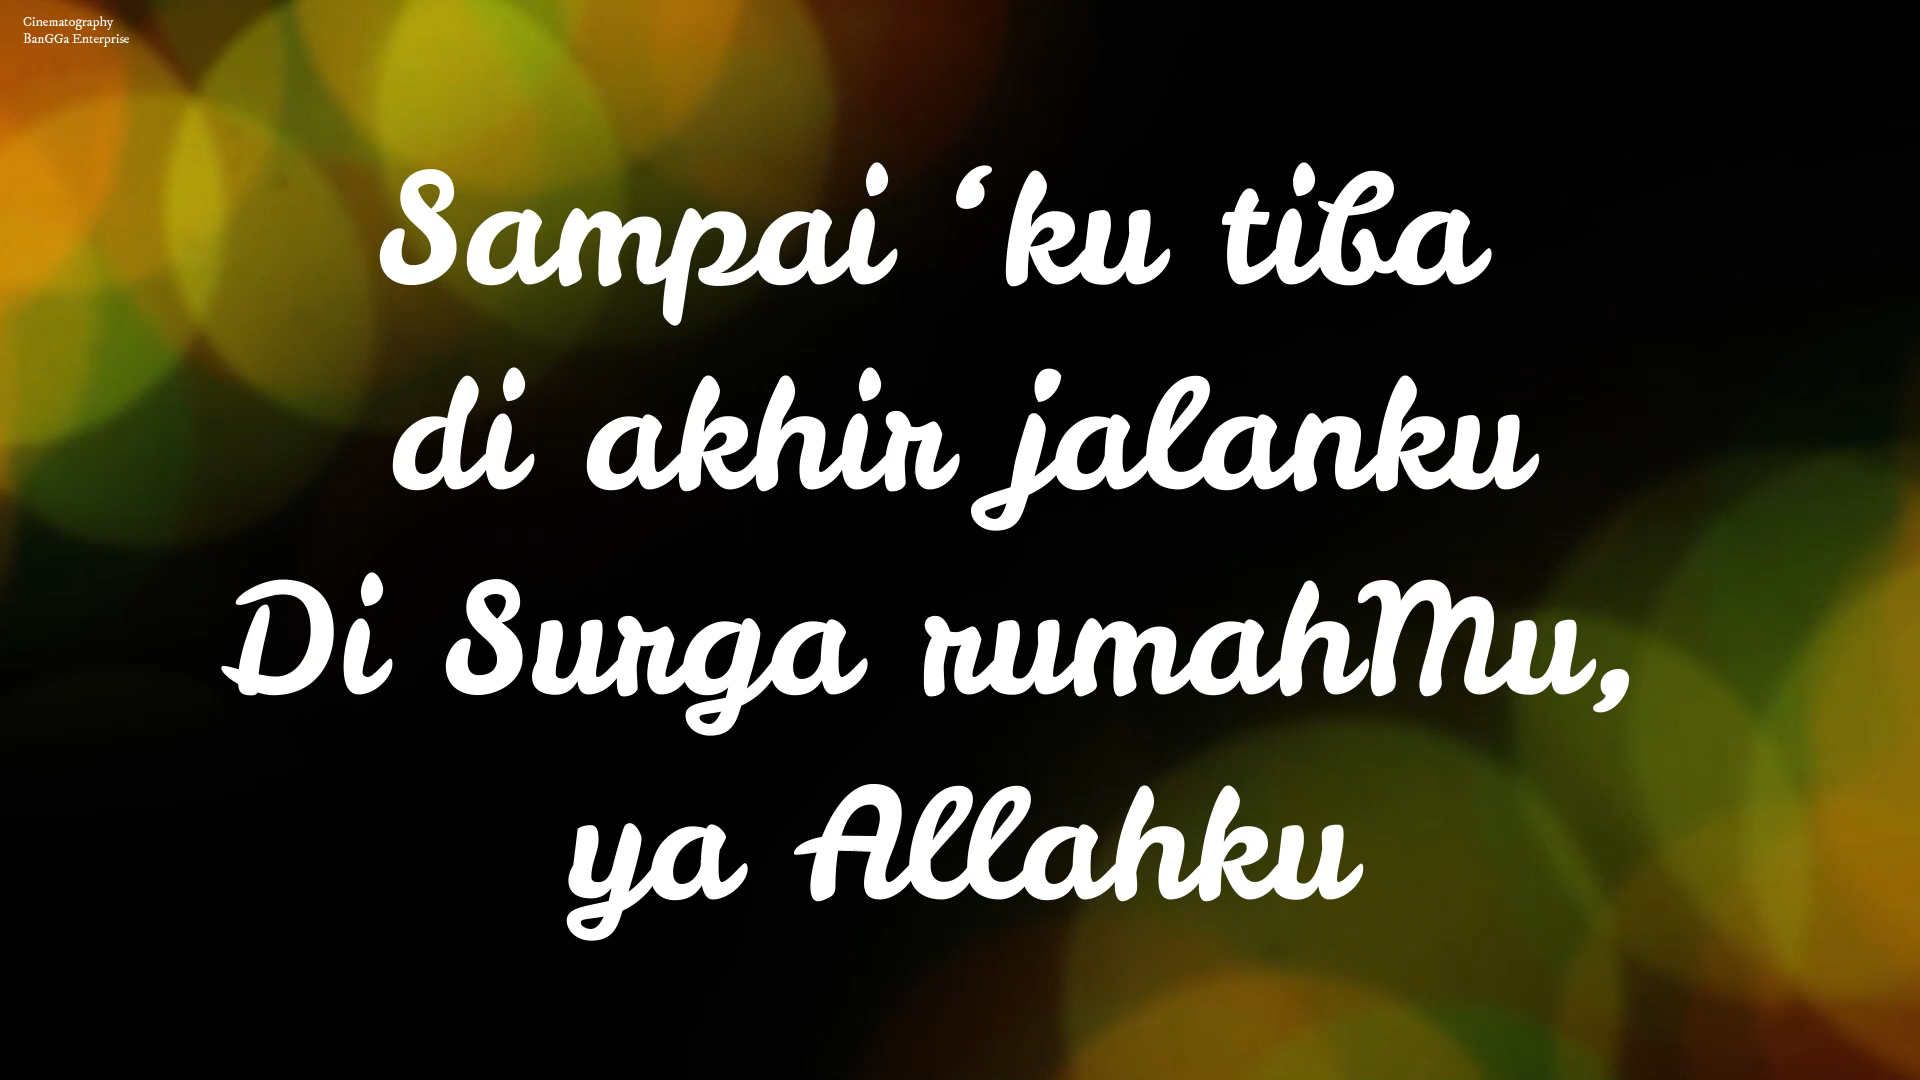 Cinematography
BanGGa Enterprise
Sampai ‘ku tiba
di akhir jalanku
Di Surga rumahMu,
ya Allahku